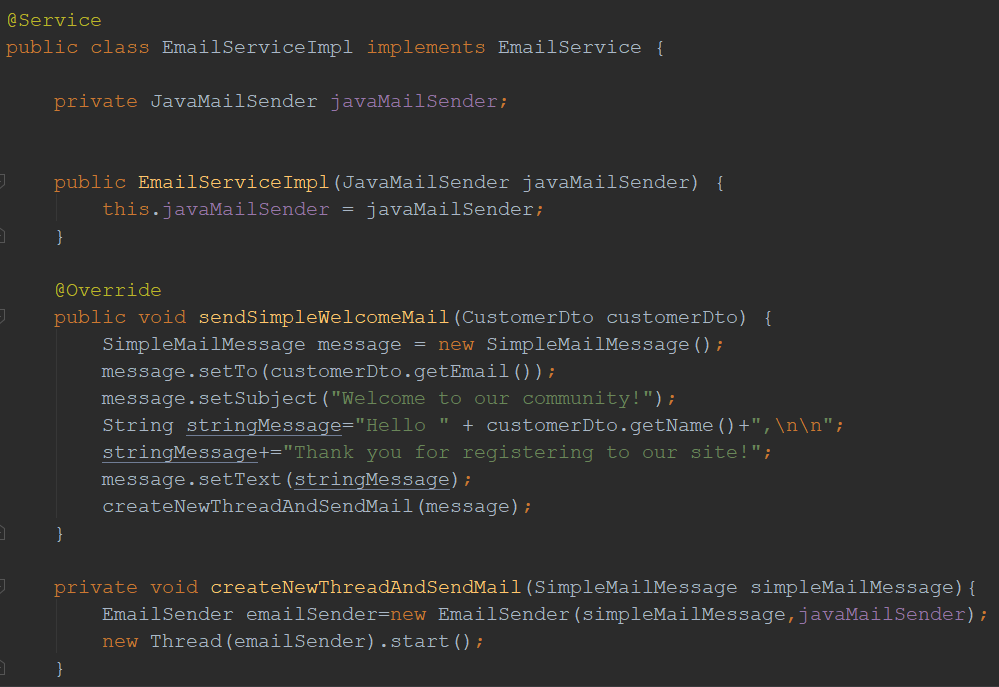 @Service
public class EmailServiceImpl implements EmailService {
private JavaMailSender javaMailSender;
public EmailServiceImpl(JavaMailSender javaMailSender) {
this.javaMailSender = javaMailSender;
}
@Override
public void sendSimpleWelcomeMail(CustomerDto customerDto) {
SimpleMailMessage message = new SimpleMailMessage();
message.setTo(customerDto.getEmail());
message.setSubject("Welcome to our community!");
String stringMessage="Hello " + customerDto.getName()+",\n\n";
stringMessage+="Thank you for registering to our site!";
message.setText(stringMessage);
createNewThreadAndSendMail(message);
}
private void createNewThreadAndSendMail(SimpleMailMessage simpleMailMessage){
EmailSender emailSender=new EmailSender(simpleMailMessage,javaMailSender);
new Thread(emailSender).start();
}